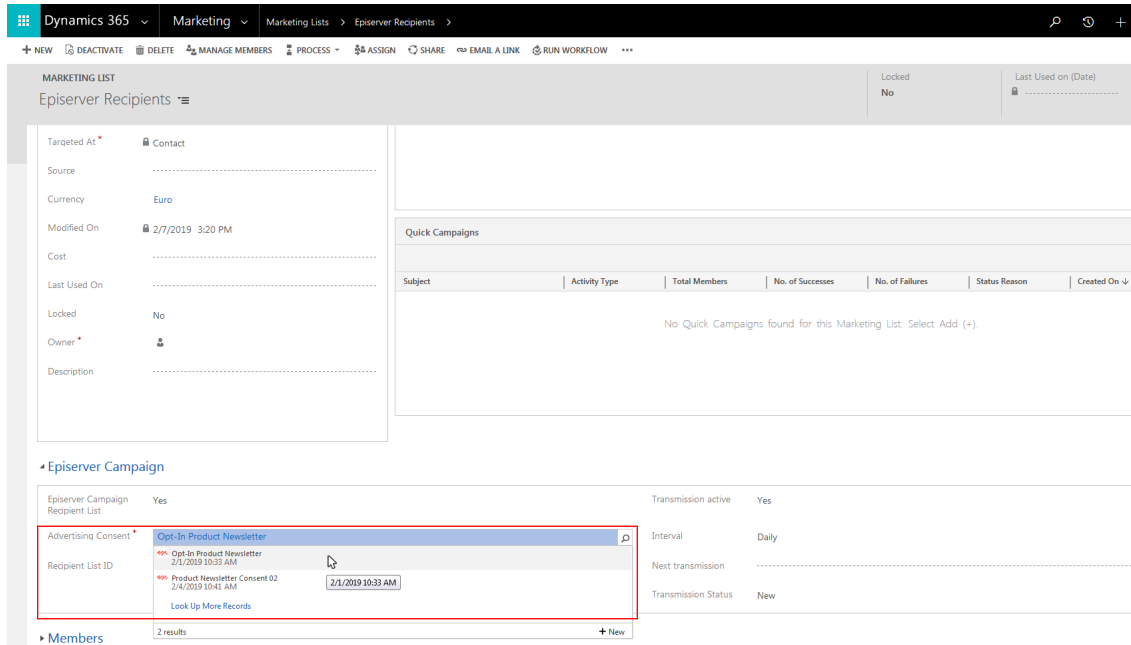 Dynamics 365 Marketing Marketing Lists > Episerver Recipients >
+ NEW DEACTIVATE DELETE MANAGE MEMBERS PROCESS ASSIGN SHARE EMAIL A LINK RUN WORKFLOW •••
MARKETING LIST
Episerver Recipients
Locked
No
Last Used on (Date)
Targeted At* Contact
Source
Currency Euro
Modified On 2/7/2019 3:20 PM
Cost
Last Used On
Locked No
Owner*
Description
Quick Campaigns
Subject Activity Type Total Members No. of Successes No. of Failures Status Reason Created On ↓
No Quick Campaigns found for this Marketing List. Select Add (+).
Episerver Campaign
Episerver Campaign
Recipient List
Yes
Advertising Consent* Opt-In Product Newsletter
Opt-In Product Newsletter
2/1/2019 10:33 AM
Recipient List ID
Product Newsletter Consent 02
2/4/2019 10:41 AM
2/1/2019 10:33 AM
Look Up More Records
2 results + New
Transmission active Yes
Interval Daily
Next transmission
Transmission Status New
Members